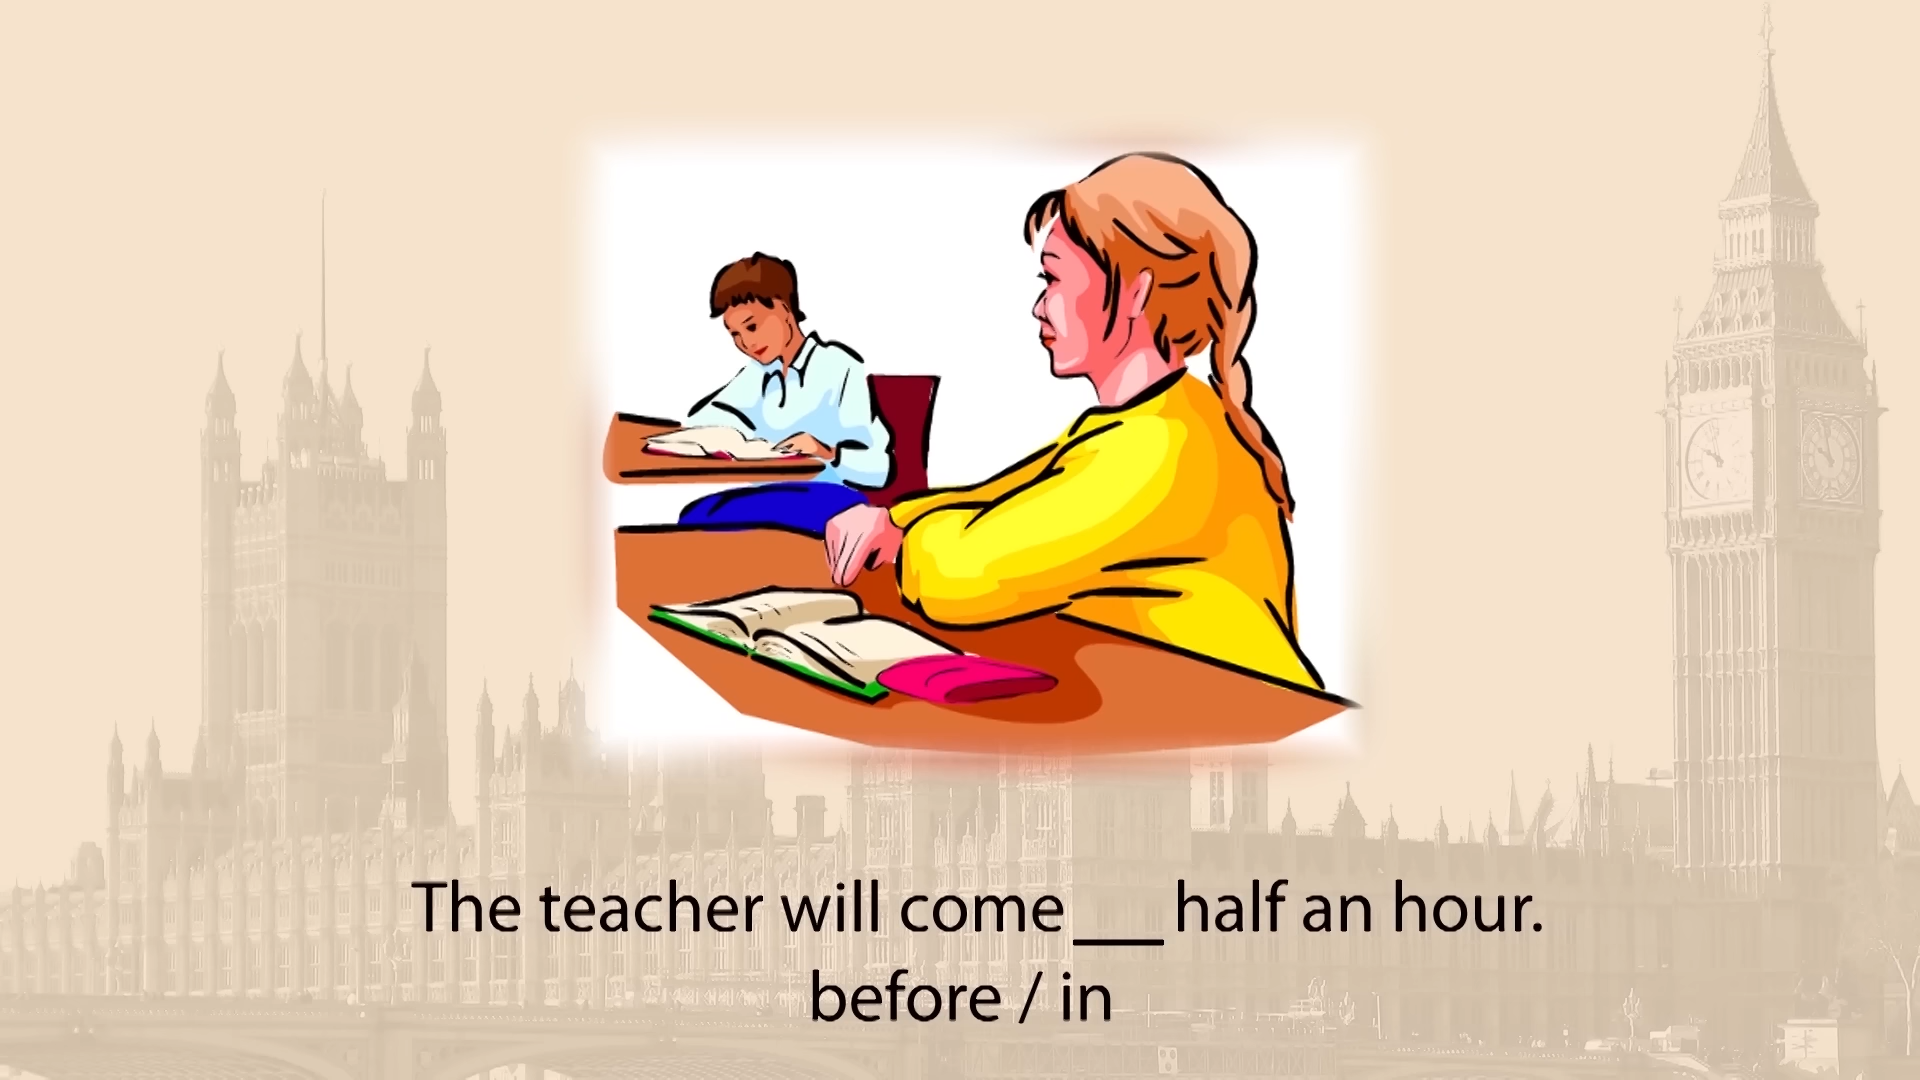 The teacher will come ___ half an hour.
before / in